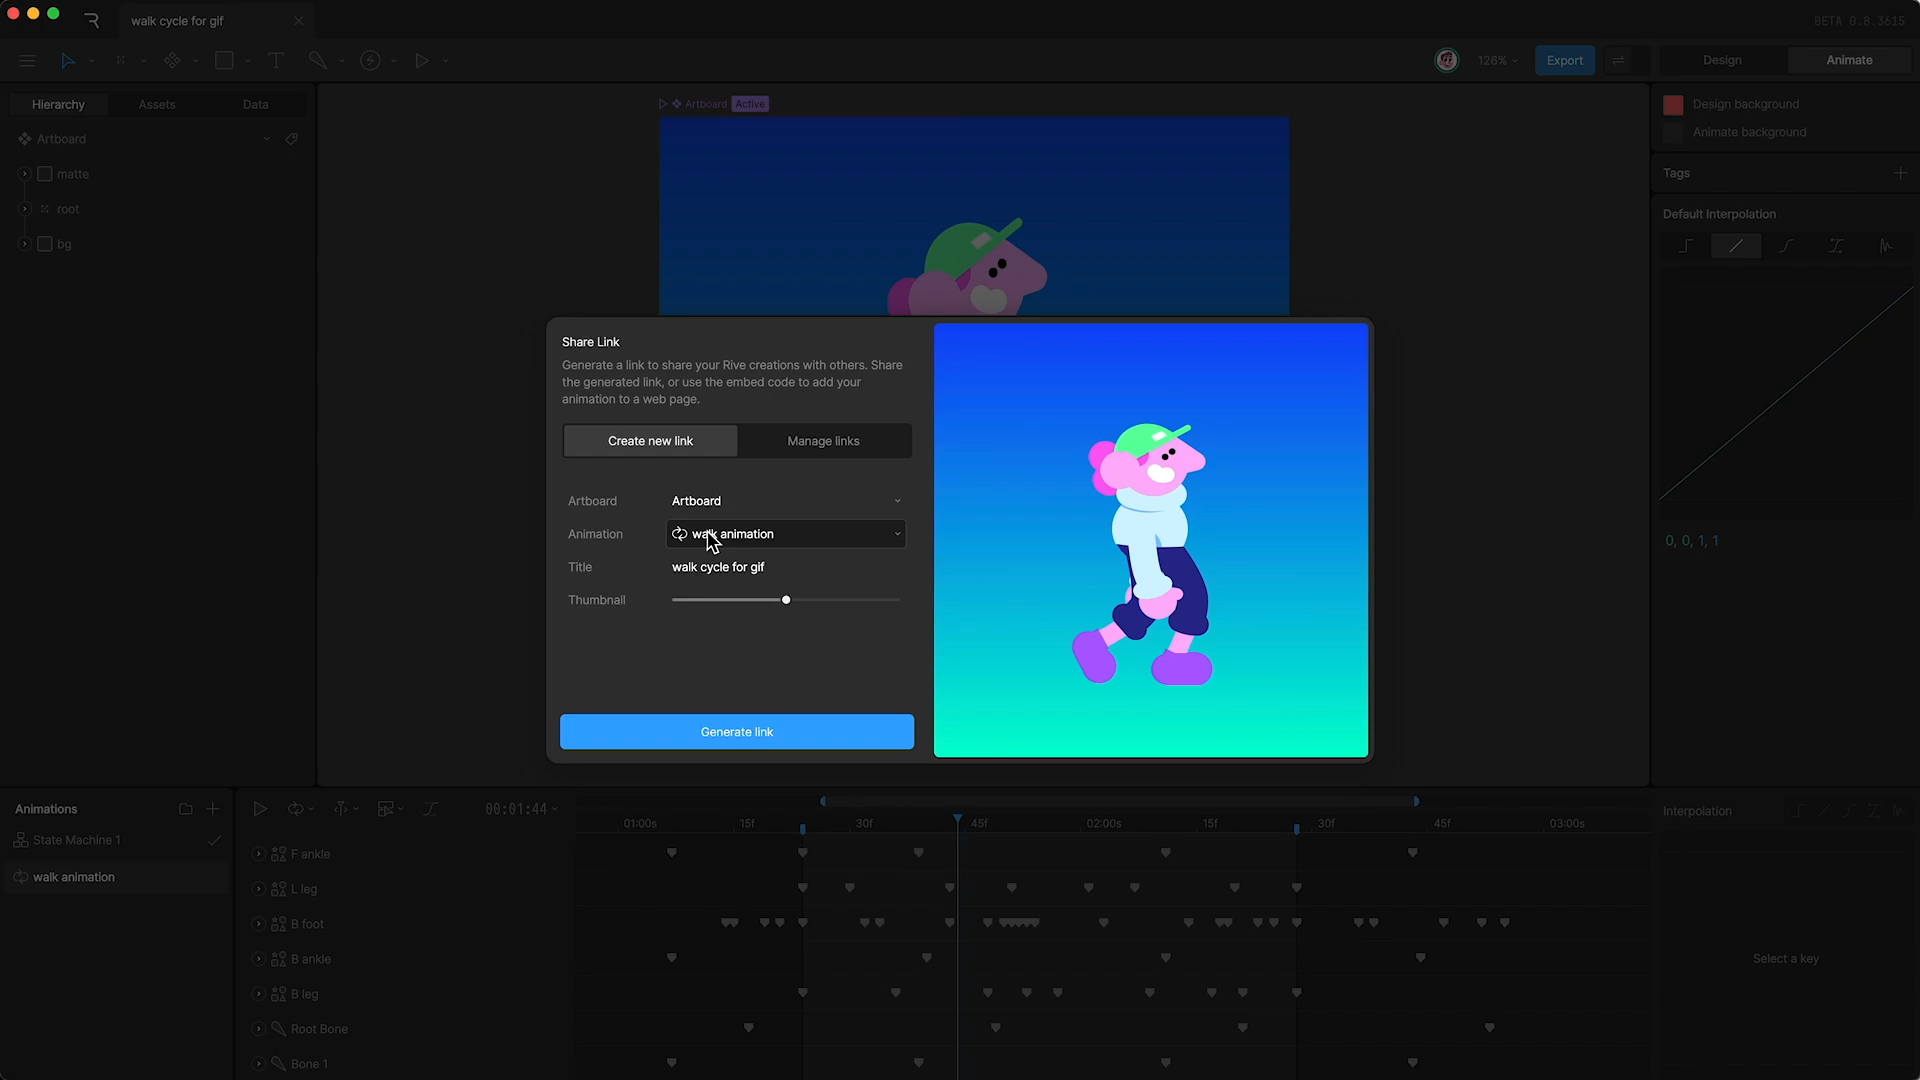 walk cycle for gif
BETA 0.8.3615
126%
Export
Design
Animate
Hierarchy
Assets
Data
Artboard
matte
root
bg
Artboard
Active
Design background
Animate background
Tags
Default Interpolation
0, 0, 1, 1
Share Link
Generate a link to share your Rive creations with others. Share
the generated link, or use the embed code to add your
animation to a web page.
Create new link
Manage links
Artboard
Artboard
Animation
walk animation
Title
walk cycle for gif
Thumbnail
Generate link
Animations
State Machine 1
walk animation
00:01:44
01:00s
15f
30f
45f
02:00s
15f
30f
45f
03:00s
F ankle
L leg
B foot
B ankle
B leg
Root Bone
Bone 1
Interpolation
Select a key